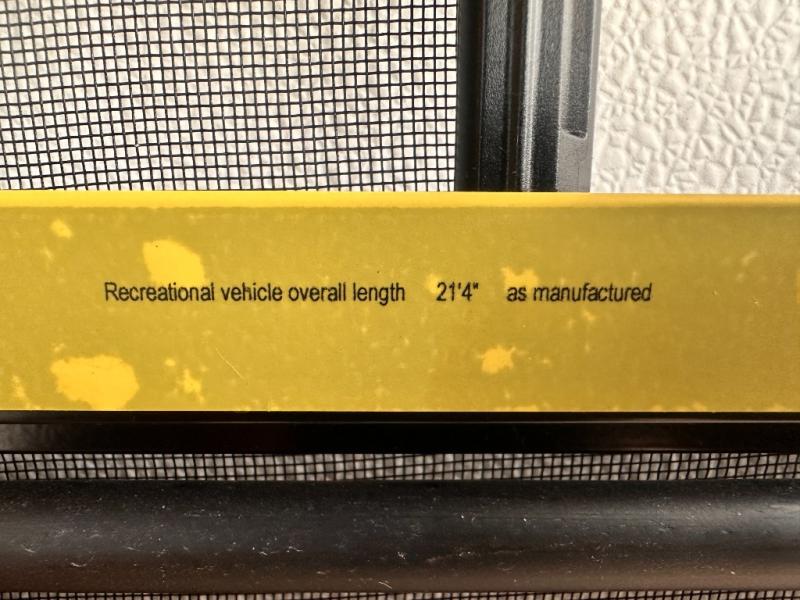 Recreational vehicle overall length 21'4" as manufactured